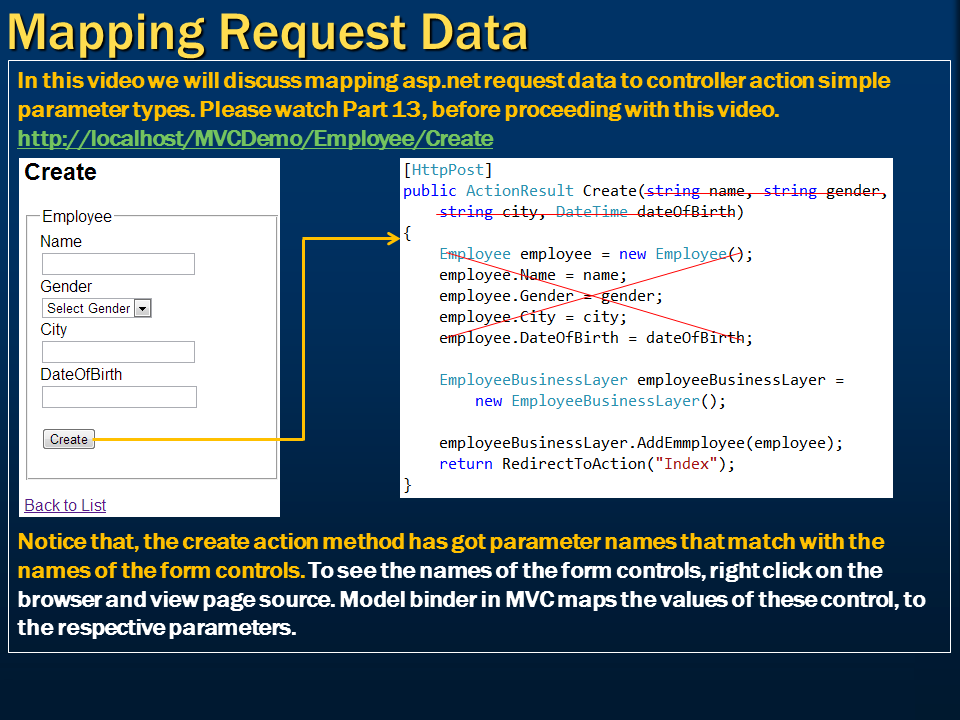 Mapping Request Data
In this video we will discuss mapping asp.net request data to controller action simple
parameter types. Please watch Part 13, before proceeding with this video.
http://localhost/MVCDemo/Employee/Create
Create
Employee
Name
Gender
Select Gender
City
DateOfBirth
Create
Back to List
[HttpPost]
public ActionResult Create(string name, string gender,
string city, DateTime dateOfBirth)
{
Employee employee = new Employee();
employee.Name = name;
employee.Gender = gender;
employee.City = city;
employee.DateOfBirth = dateOfBirth;
EmployeeBusinessLayer employeeBusinessLayer =
new EmployeeBusinessLayer();
employeeBusinessLayer.AddEmmployee(employee);
return RedirectToAction("Index");
}
Notice that, the create action method has got parameter names that match with the
names of the form controls. To see the names of the form controls, right click on the
browser and view page source. Model binder in MVC maps the values of these control, to
the respective parameters.